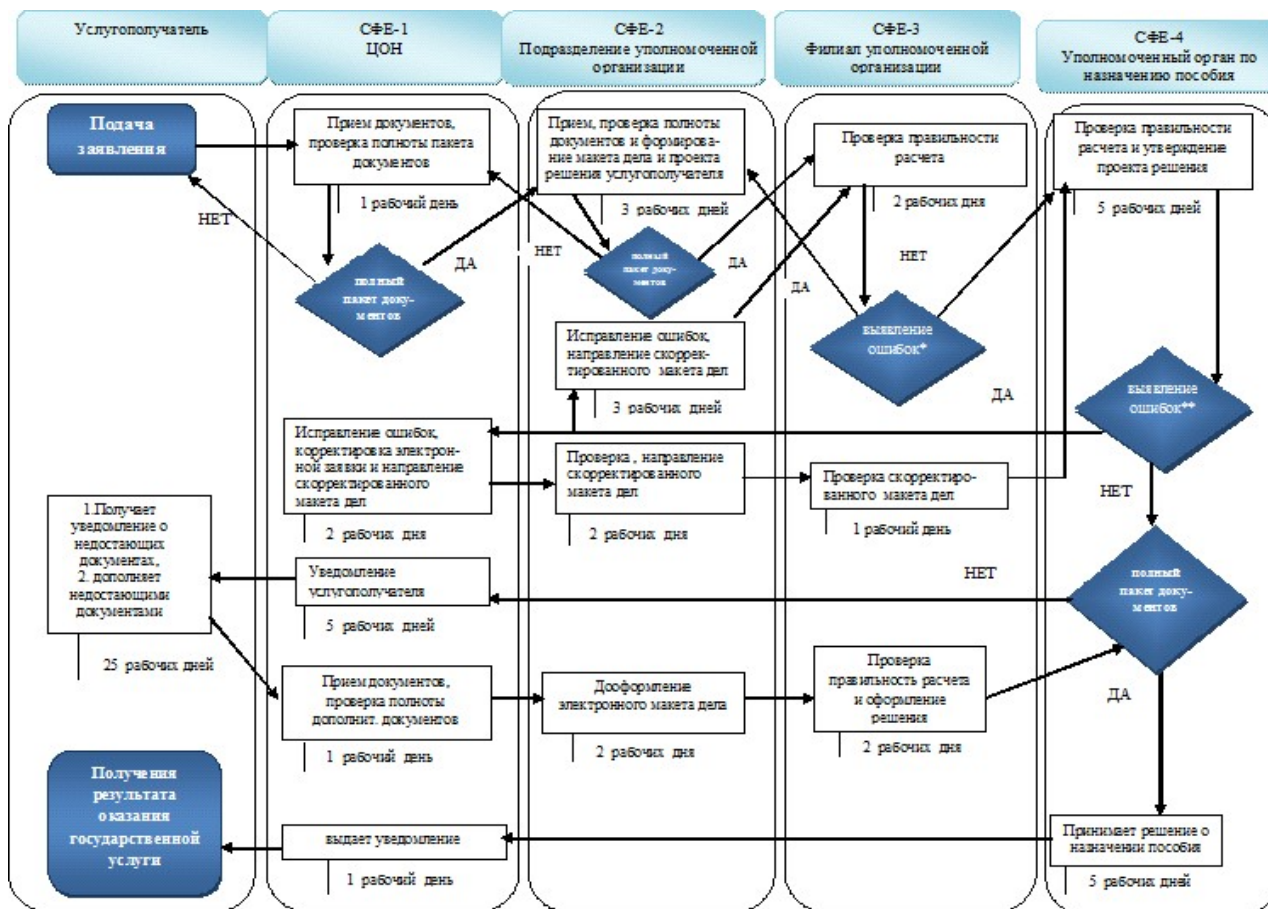 Услугополучатель
СФЕ-1
ЦОН
СФЕ-2
Подразделение уполномоченной
организации
СФЕ-3
Филиал уполномоченной
организации
СФЕ-4
Уполномоченный орган по
назначению пособия
Подача
заявления
Прием документов,
проверка полноты пакета
документов
1 рабочий день
Прием, проверка полноты
документов и формирова-
ние макета дела и проекта
решения услугополучателя
3 рабочих дней
Проверка правильности
расчета
2 рабочих дня
Проверка правильности
расчета и утверждение
проекта решения
5 рабочих дней
НЕТ
ДА
НЕТ
ДА
ДА
НЕТ
полный
пакет доку-
ментов
полный
пакет доку-
ментов
выявление
ошибок*
Исправление ошибок,
направление скоррек-
тированного макета дел
3 рабочих дней
ДА
выявление
ошибок**
Исправление ошибок,
корректировка электрон-
ной заявки и направление
скорректированного
макета дел
2 рабочих дня
Проверка , направление
скорректированного
макета дел
2 рабочих дня
Проверка скорректиро-
ванного макета дел
1 рабочий день
НЕТ
1.Получает
уведомление о
недостающих
документах,
2. дополняет
недостающими
документами
25 рабочих дней
Уведомление
услугополучателя
5 рабочих дней
НЕТ
полный
пакет доку-
ментов
Прием документов,
проверка полноты
дополнит. документов
1 рабочий день
Дооформление
электронного макета дела
2 рабочих дня
Проверка
правильность расчета
и оформление
решения
2 рабочих дня
ДА
Получения
результата
оказания
государственной
услуги
выдает уведомление
1 рабочий день
Принимает решение о
назначении пособия
5 рабочих дней